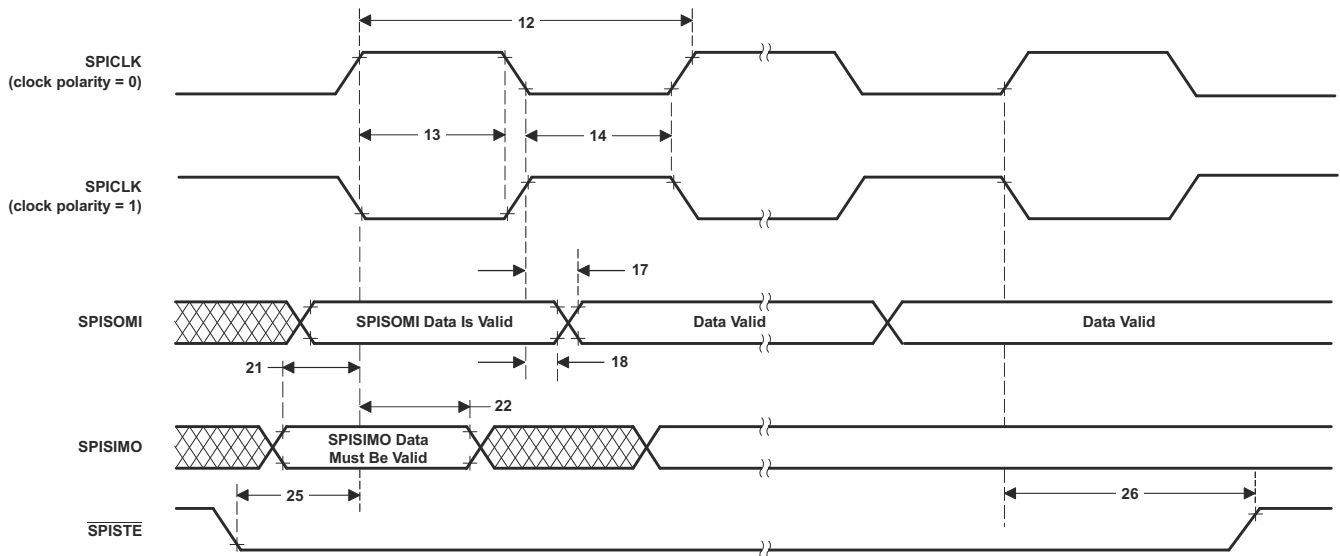 12
SPICLK
(clock polarity = 0)
13
14
SPICLK
(clock polarity = 1)
17
SPISOMI
SPISOMI Data Is Valid
Data Valid
Data Valid
21
18
22
SPISIMO
SPISIMO Data
Must Be Valid
25
26
SPISTE